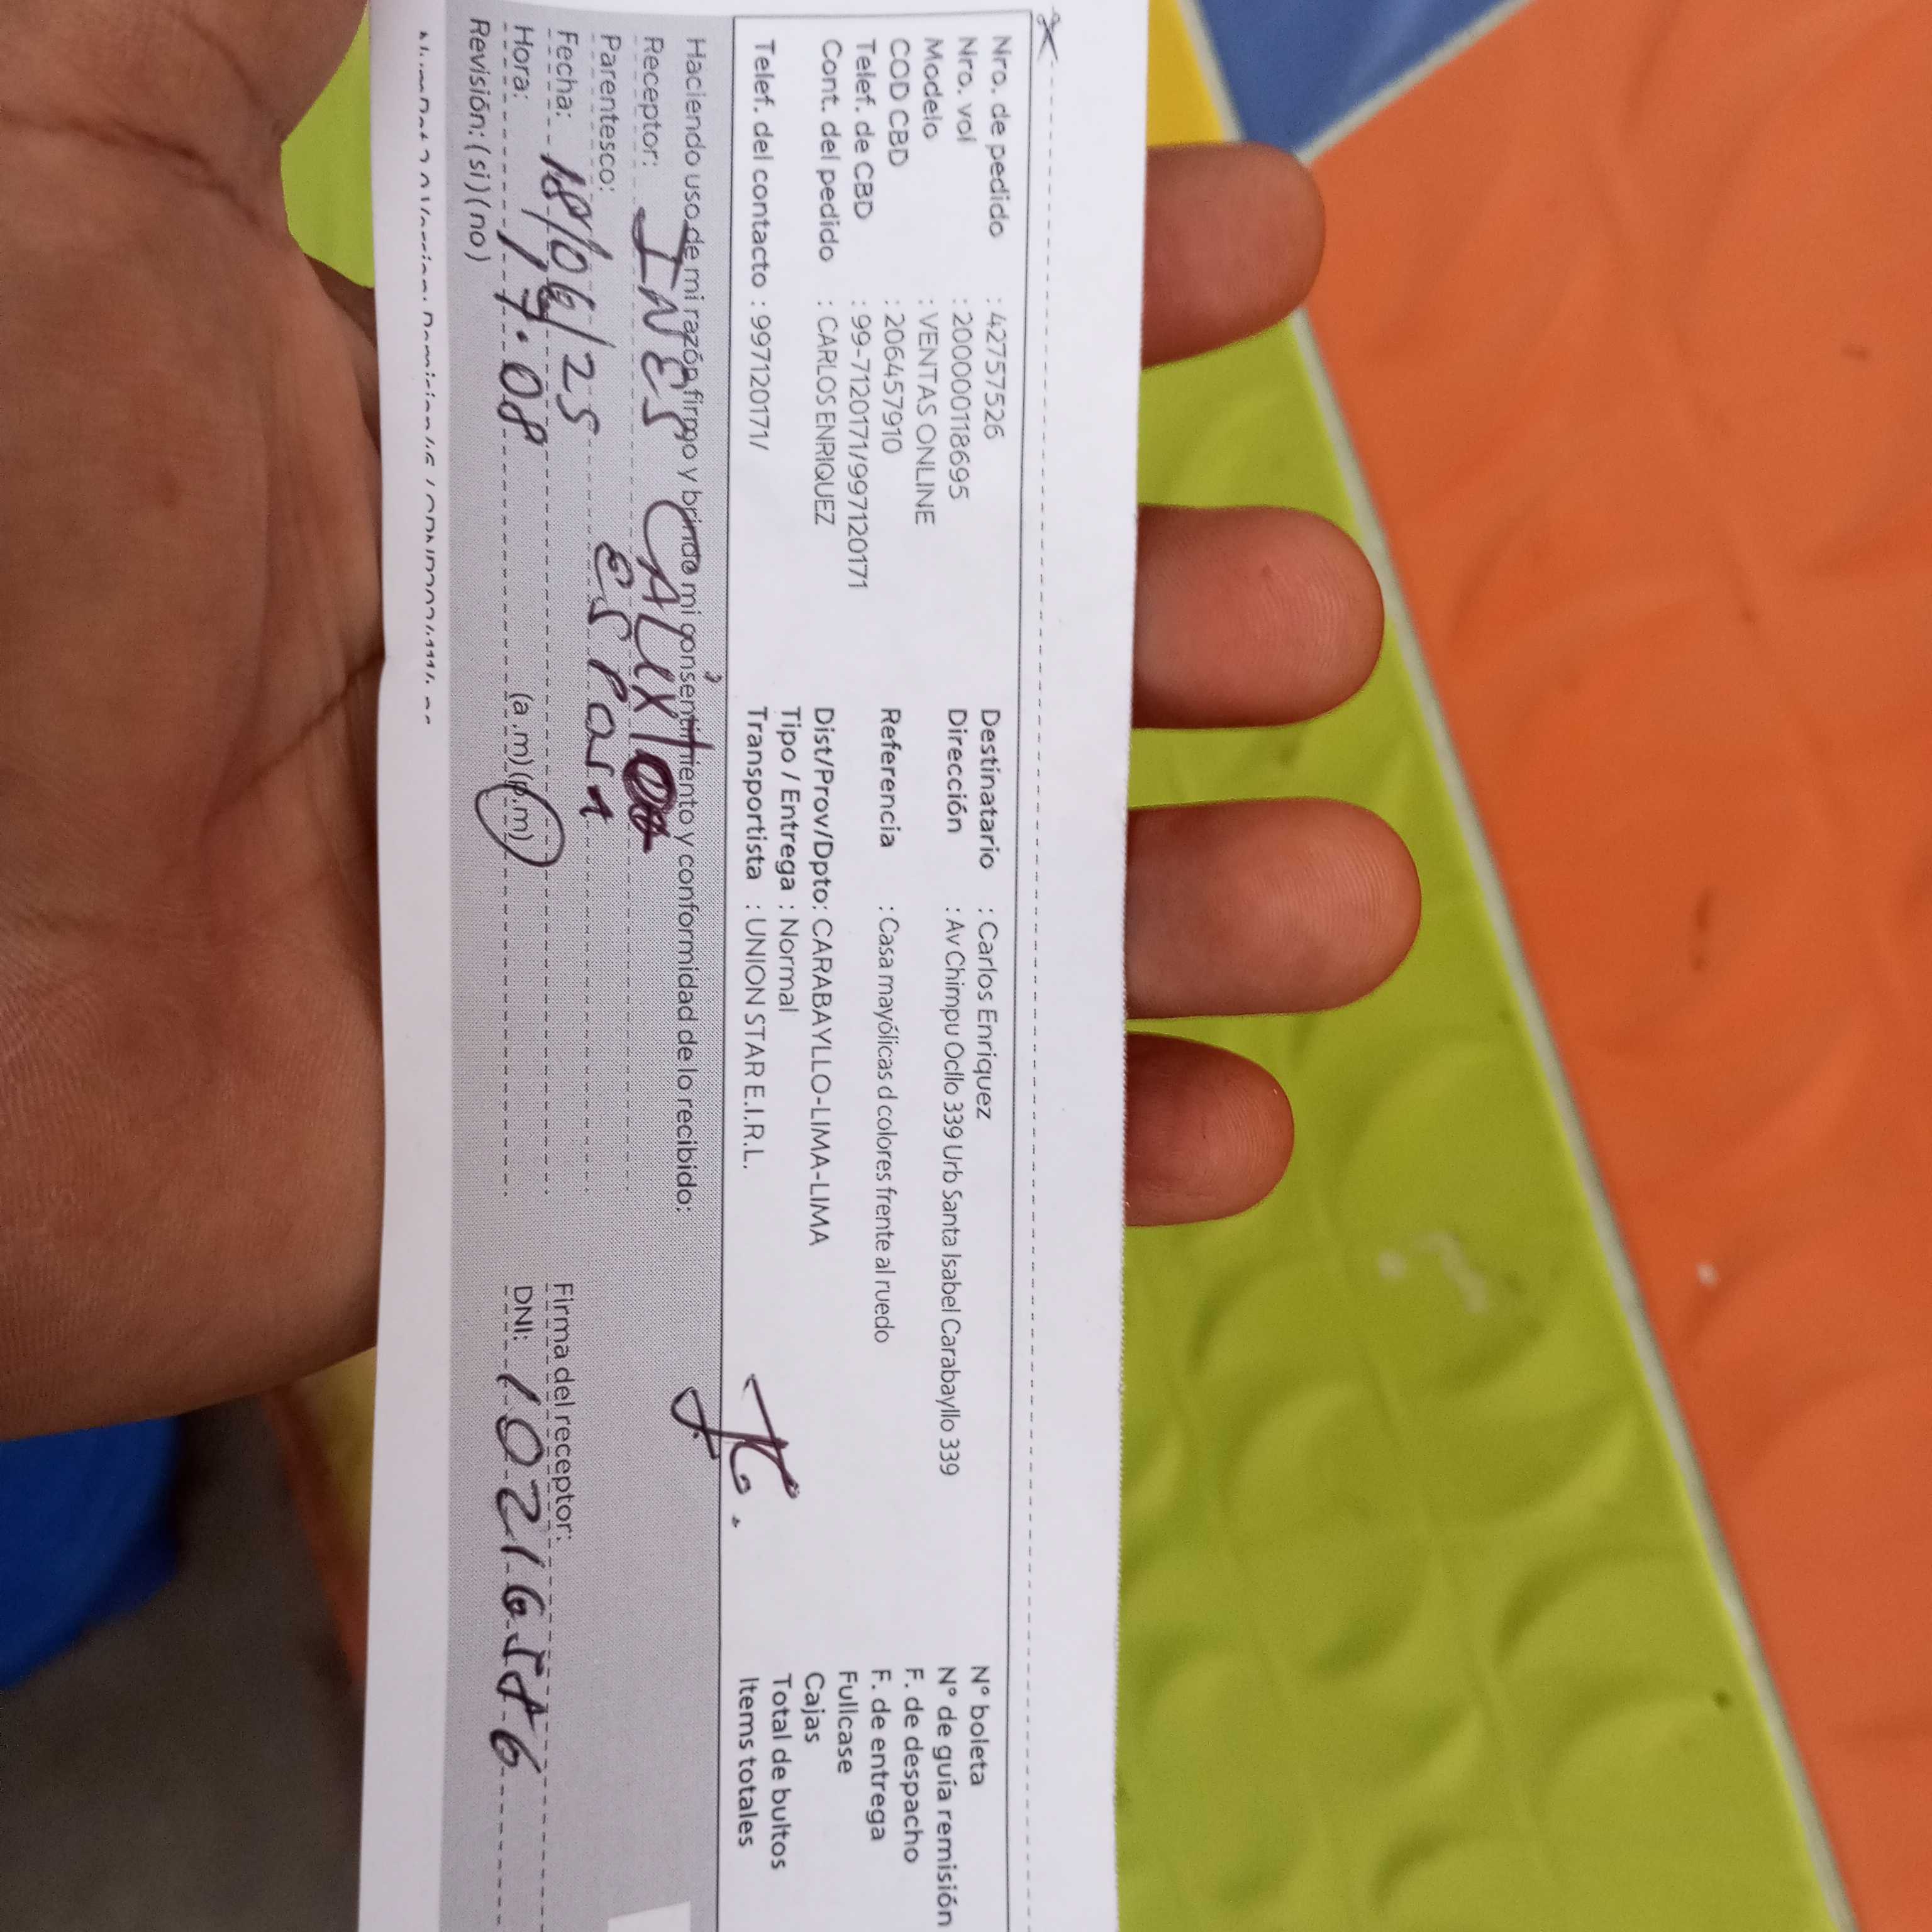 Nro. de pedido : 42757526
Nro. vol : 2000000118695
Modelo : VENTAS ONLINE
COD CBD : 206457910
Telef. de CBD : 99-7120171/997120171
Cont. del pedido : CARLOS ENRIQUEZ
Telef. del contacto : 997120171/
Destinatario : Carlos Enriquez
Dirección : Av Chimpu Ocllo 339 Urb Santa Isabel Carabayllo 339
Referencia : Casa mayólicas d colores frente al ruedo
Dist/Prov/Dpto: CARABAYLLO-LIMA-LIMA
Tipo / Entrega : Normal
Transportista : UNION STAR E.I.R.L.
N° boleta
N° de guía remisión
F. de despacho
F. de entrega
Fullcase
Cajas
Total de bultos
Items totales
Haciendo uso de mi razón firmo y brindo mi consentimiento y conformidad de lo recibido:
Receptor: INES CALIXTO
Parentesco: esposa
Fecha: 18/06/25
Hora: 17.08 (a.m) (p.m)
Revisión: (si) (no)
Firma del receptor:
DNI: 10216586